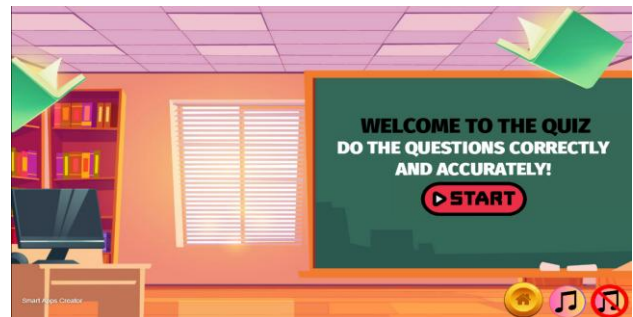 WELCOME TO THE QUIZ
DO THE QUESTIONS CORRECTLY
AND ACCURATELY!
START
Smart Apps Creator